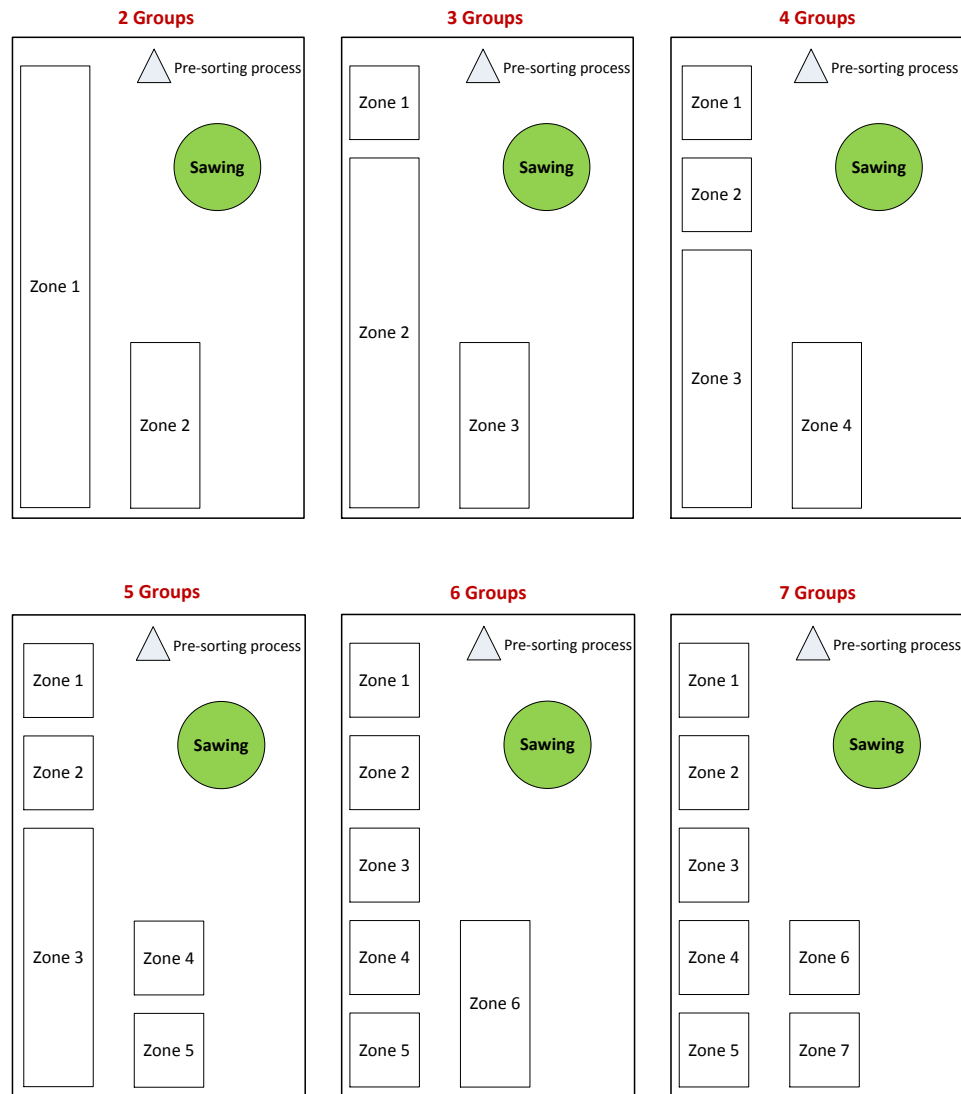 2 Groups
Pre-sorting process
Sawing
Zone 1
Zone 2
3 Groups
Pre-sorting process
Zone 1
Sawing
Zone 2
Zone 3
4 Groups
Pre-sorting process
Zone 1
Sawing
Zone 2
Zone 3
Zone 4
5 Groups
Pre-sorting process
Zone 1
Sawing
Zone 2
Zone 3
Zone 4
Zone 5
6 Groups
Pre-sorting process
Zone 1
Sawing
Zone 2
Zone 3
Zone 4
Zone 6
Zone 5
7 Groups
Pre-sorting process
Zone 1
Sawing
Zone 2
Zone 3
Zone 4
Zone 6
Zone 5
Zone 7